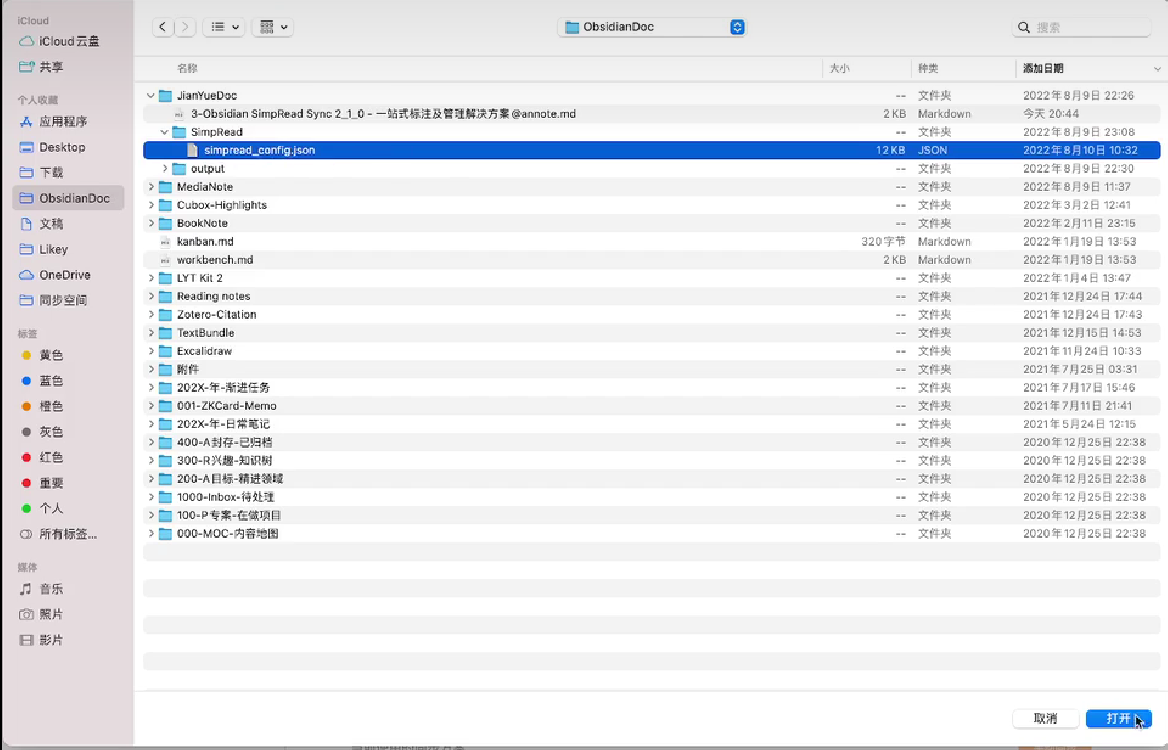 iCloud
iCloud云盘
共享
个人收藏
应用程序
Desktop
下载
ObsidianDoc
文稿
Likey
OneDrive
同步空间
标签
黄色
蓝色
橙色
灰色
红色
重要
个人
所有标签...
媒体
音乐
照片
影片
ObsidianDoc
搜索
名称 大小 种类 添加日期
JianYueDoc -- 文件夹 2022年8月9日 22:26
3-Obsidian SimpRead Sync 2_1_0 - 一站式标注及管理解决方案@annote.md 2 KB Markdown 今天 20:44
SimpRead -- 文件夹 2022年8月9日 23:08
simpread_config.json 12 KB JSON 2022年8月10日 10:32
output -- 文件夹 2022年8月9日 22:30
MediaNote -- 文件夹 2022年8月9日 11:37
Cubox-Highlights -- 文件夹 2022年3月2日 12:41
BookNote -- 文件夹 2022年2月11日 23:15
kanban.md 320字节 Markdown 2022年1月19日 13:53
workbench.md 2 KB Markdown 2022年1月19日 13:53
LYT Kit 2 -- 文件夹 2022年1月4日 13:47
Reading notes -- 文件夹 2021年12月24日 17:44
Zotero-Citation -- 文件夹 2021年12月24日 17:43
TextBundle -- 文件夹 2021年12月15日 14:53
Excalidraw -- 文件夹 2021年11月24日 10:33
附件 -- 文件夹 2021年7月25日 03:31
202X-年-渐进任务 -- 文件夹 2021年7月17日 15:46
001-ZKCard-Memo -- 文件夹 2021年7月11日 21:41
202X-年-日常笔记 -- 文件夹 2021年5月24日 12:15
400-A封存-已归档 -- 文件夹 2020年12月25日 22:38
300-R兴趣-知识树 -- 文件夹 2020年12月25日 22:38
200-A目标-精进领域 -- 文件夹 2020年12月25日 22:38
1000-Inbox-待处理 -- 文件夹 2020年12月25日 22:38
100-P专案-在做项目 -- 文件夹 2020年12月25日 22:38
000-MOC-内容地图 -- 文件夹 2020年12月25日 22:38
取消 打开